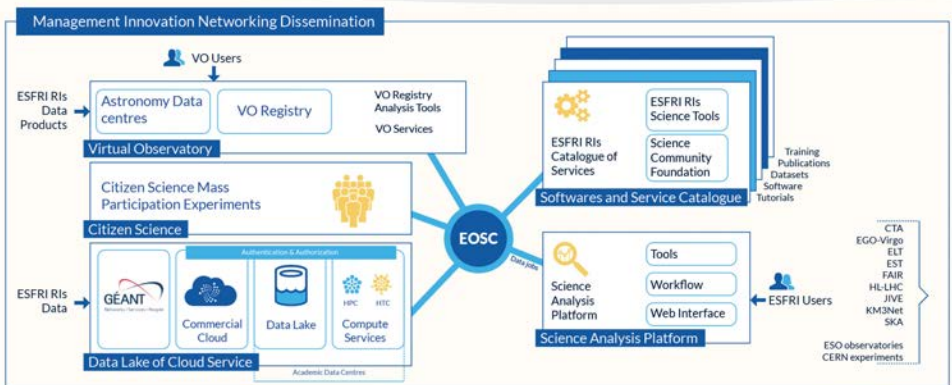 Management Innovation Networking Dissemination
VO Users
ESFRI RIs
Data
Products
Astronomy Data
centres
VO Registry
VO Registry
Analysis Tools
VO Services
Virtual Observatory
Citizen Science Mass
Participation Experiments
Citizen Science
Authentication & Authorization
ESFRI RIs
Data
GÉANT
Networks · Services · People
Commercial
Cloud
Data Lake
HPC
HTC
Compute
Services
Data Lake of Cloud Service
Academic Data Centres
EOSC
Data jobs
ESFRI RIs
Catalogue of
Services
ESFRI RIs
Science Tools
Science
Community
Foundation
Softwares and Service Catalogue
Training
Publications
Datasets
Software
Tutorials
Science
Analysis
Platform
Tools
Workflow
Web Interface
Science Analysis Platform
ESFRI Users
CTA
EGO-Virgo
ELT
EST
FAIR
HL-LHC
JIVE
KM3Net
SKA
ESO observatories
CERN experiments